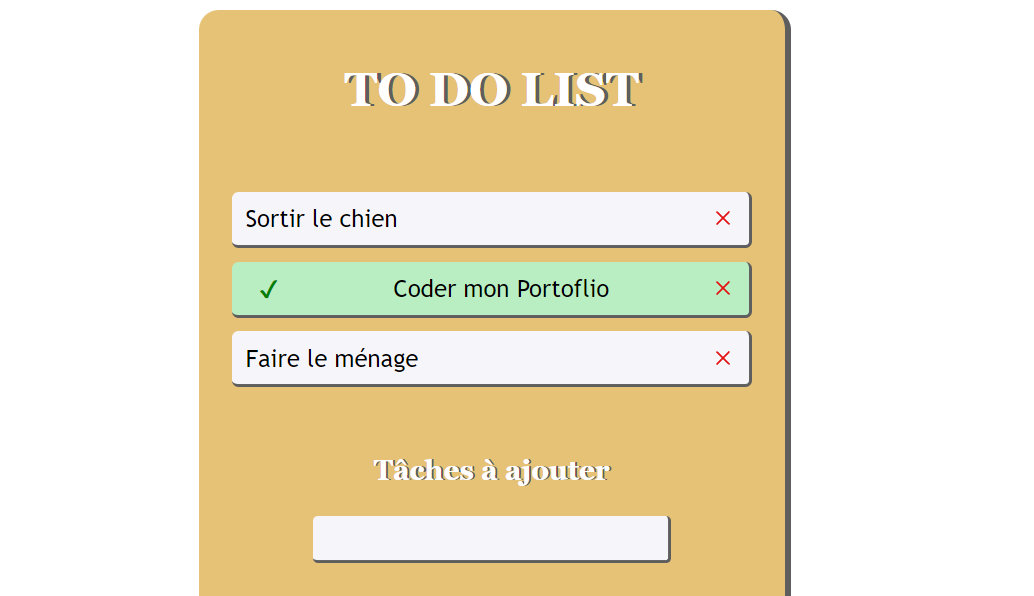 TO DO LIST
Sortir le chien
Coder mon Portoflio
Faire le ménage
Tâches à ajouter